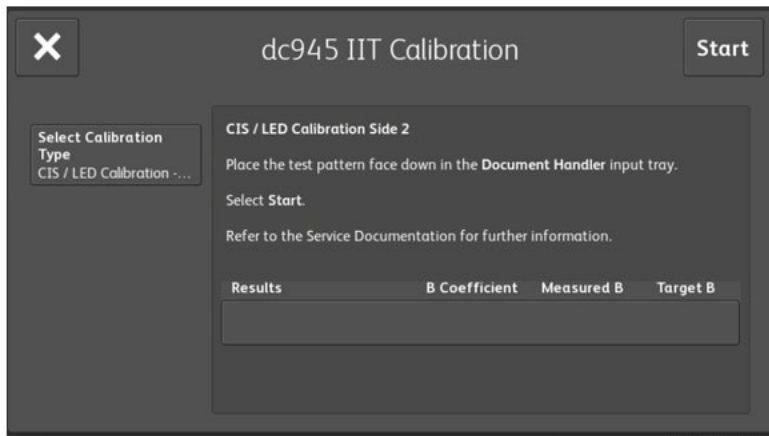 dc945 IIT Calibration
Start
Select Calibration
Type
CIS / LED Calibration -...
CIS / LED Calibration Side 2
Place the test pattern face down in the Document Handler input tray.
Select Start.
Refer to the Service Documentation for further information.
Results B Coefficient Measured B Target B